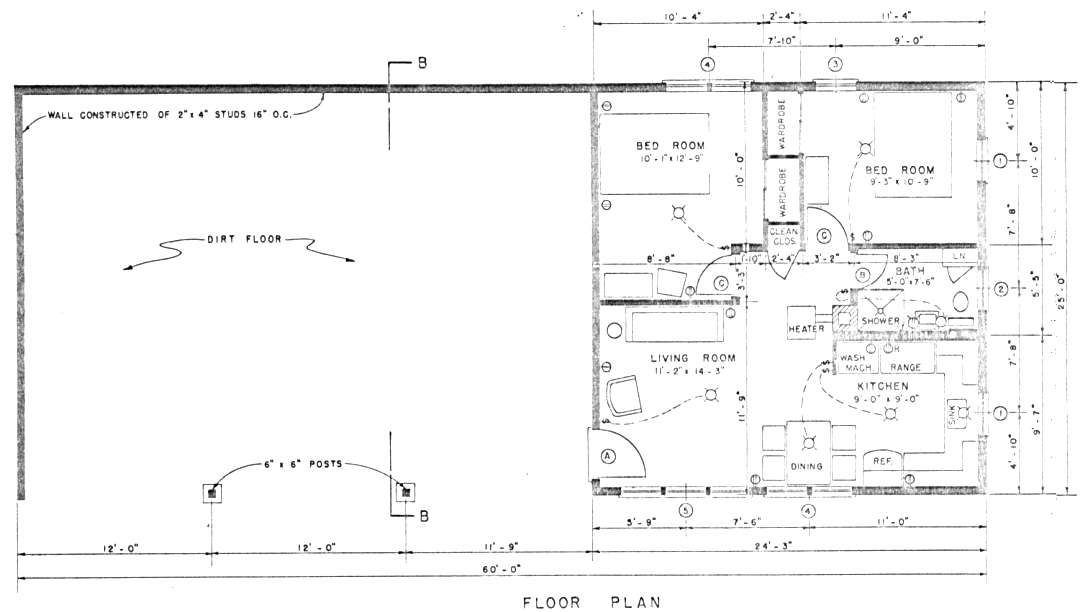 10'-4"
2'-4"
11'-4"
7'-10"
9'-0"
4
3
B
WALL CONSTRUCTED OF 2" x 4" STUDS 16" O.C.
BED ROOM
10'-1" x 12'-9"
10'-0"
WARDROBE
WARDROBE
CLEAN
CLOS.
BED ROOM
9'-3" x 10'-9"
4'-10"
1
10'-0"
7'-8"
DIRT FLOOR
$
C
$
8'-8"
1'-10"
2'-4"
3'-2"
8'-3"
3'-3"
C
B
BATH
5'-0" x 7'-6"
LN.
2
5'-5"
25'-0"
$
SHOWER
HEATER
LIVING ROOM
11'-2" x 14'-3"
11'-9"
$
$
$
WASH
MACH.
R
RANGE
KITCHEN
9'-0" x 9'-0"
SINK
7'-8"
1
9'-7"
4'-10"
A
DINING
REF.
6" x 6" POSTS
B
5
4
5'-9"
7'-6"
11'-0"
12'-0"
12'-0"
11'-9"
24'-3"
60'-0"
FLOOR PLAN